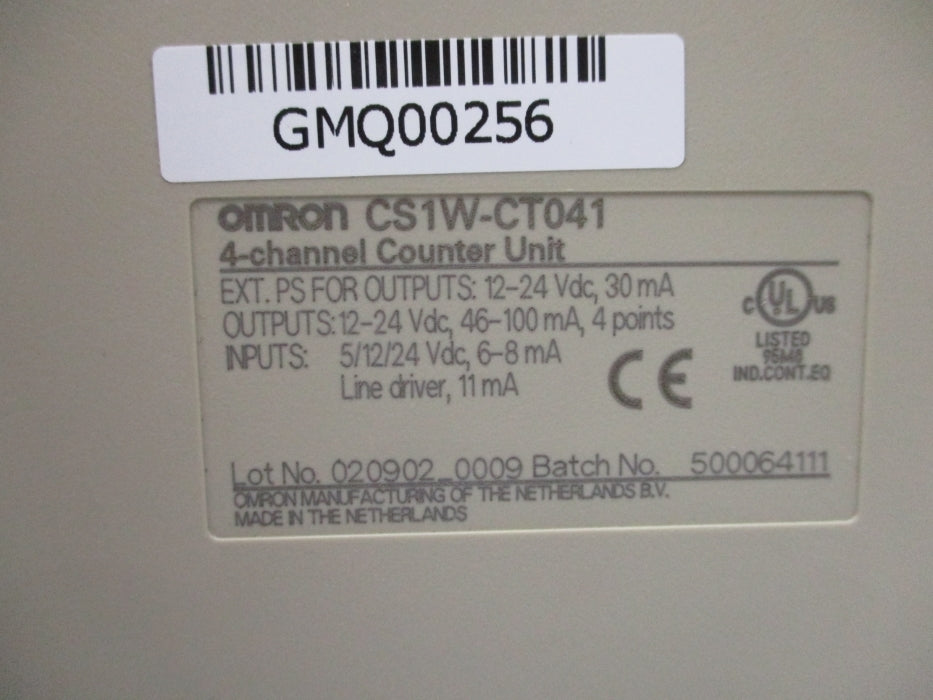 GMQ00256
OMRON CS1W-CT041
4-channel Counter Unit
EXT. PS FOR OUTPUTS: 12-24 Vdc, 30 mA
OUTPUTS: 12-24 Vdc, 46-100 mA, 4 points
INPUTS: 5/12/24 Vdc, 6-8 mA
Line driver, 11 mA
C UL US
LISTED
95M8
IND.CONT.EQ
CE
Lot No. 020902_0009 Batch No. 500064111
OMRON MANUFACTURING OF THE NETHERLANDS B.V.
MADE IN THE NETHERLANDS